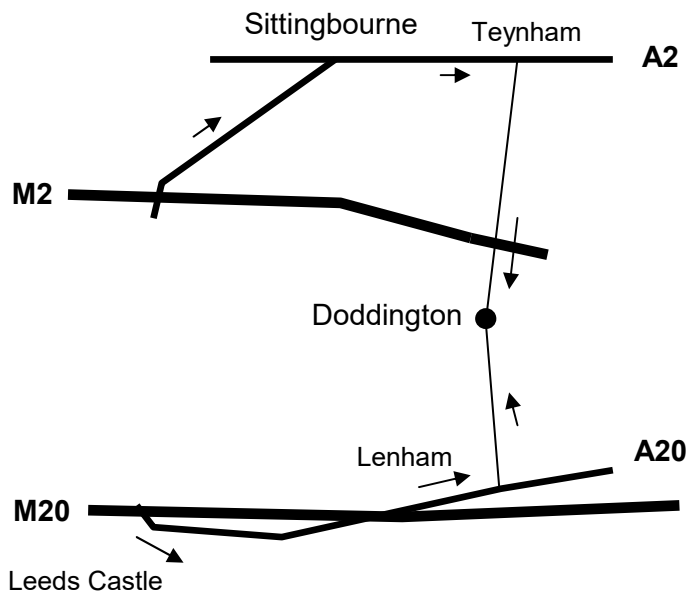 Sittingbourne
Teynham
A2
M2
Doddington
Lenham
A20
M20
Leeds Castle